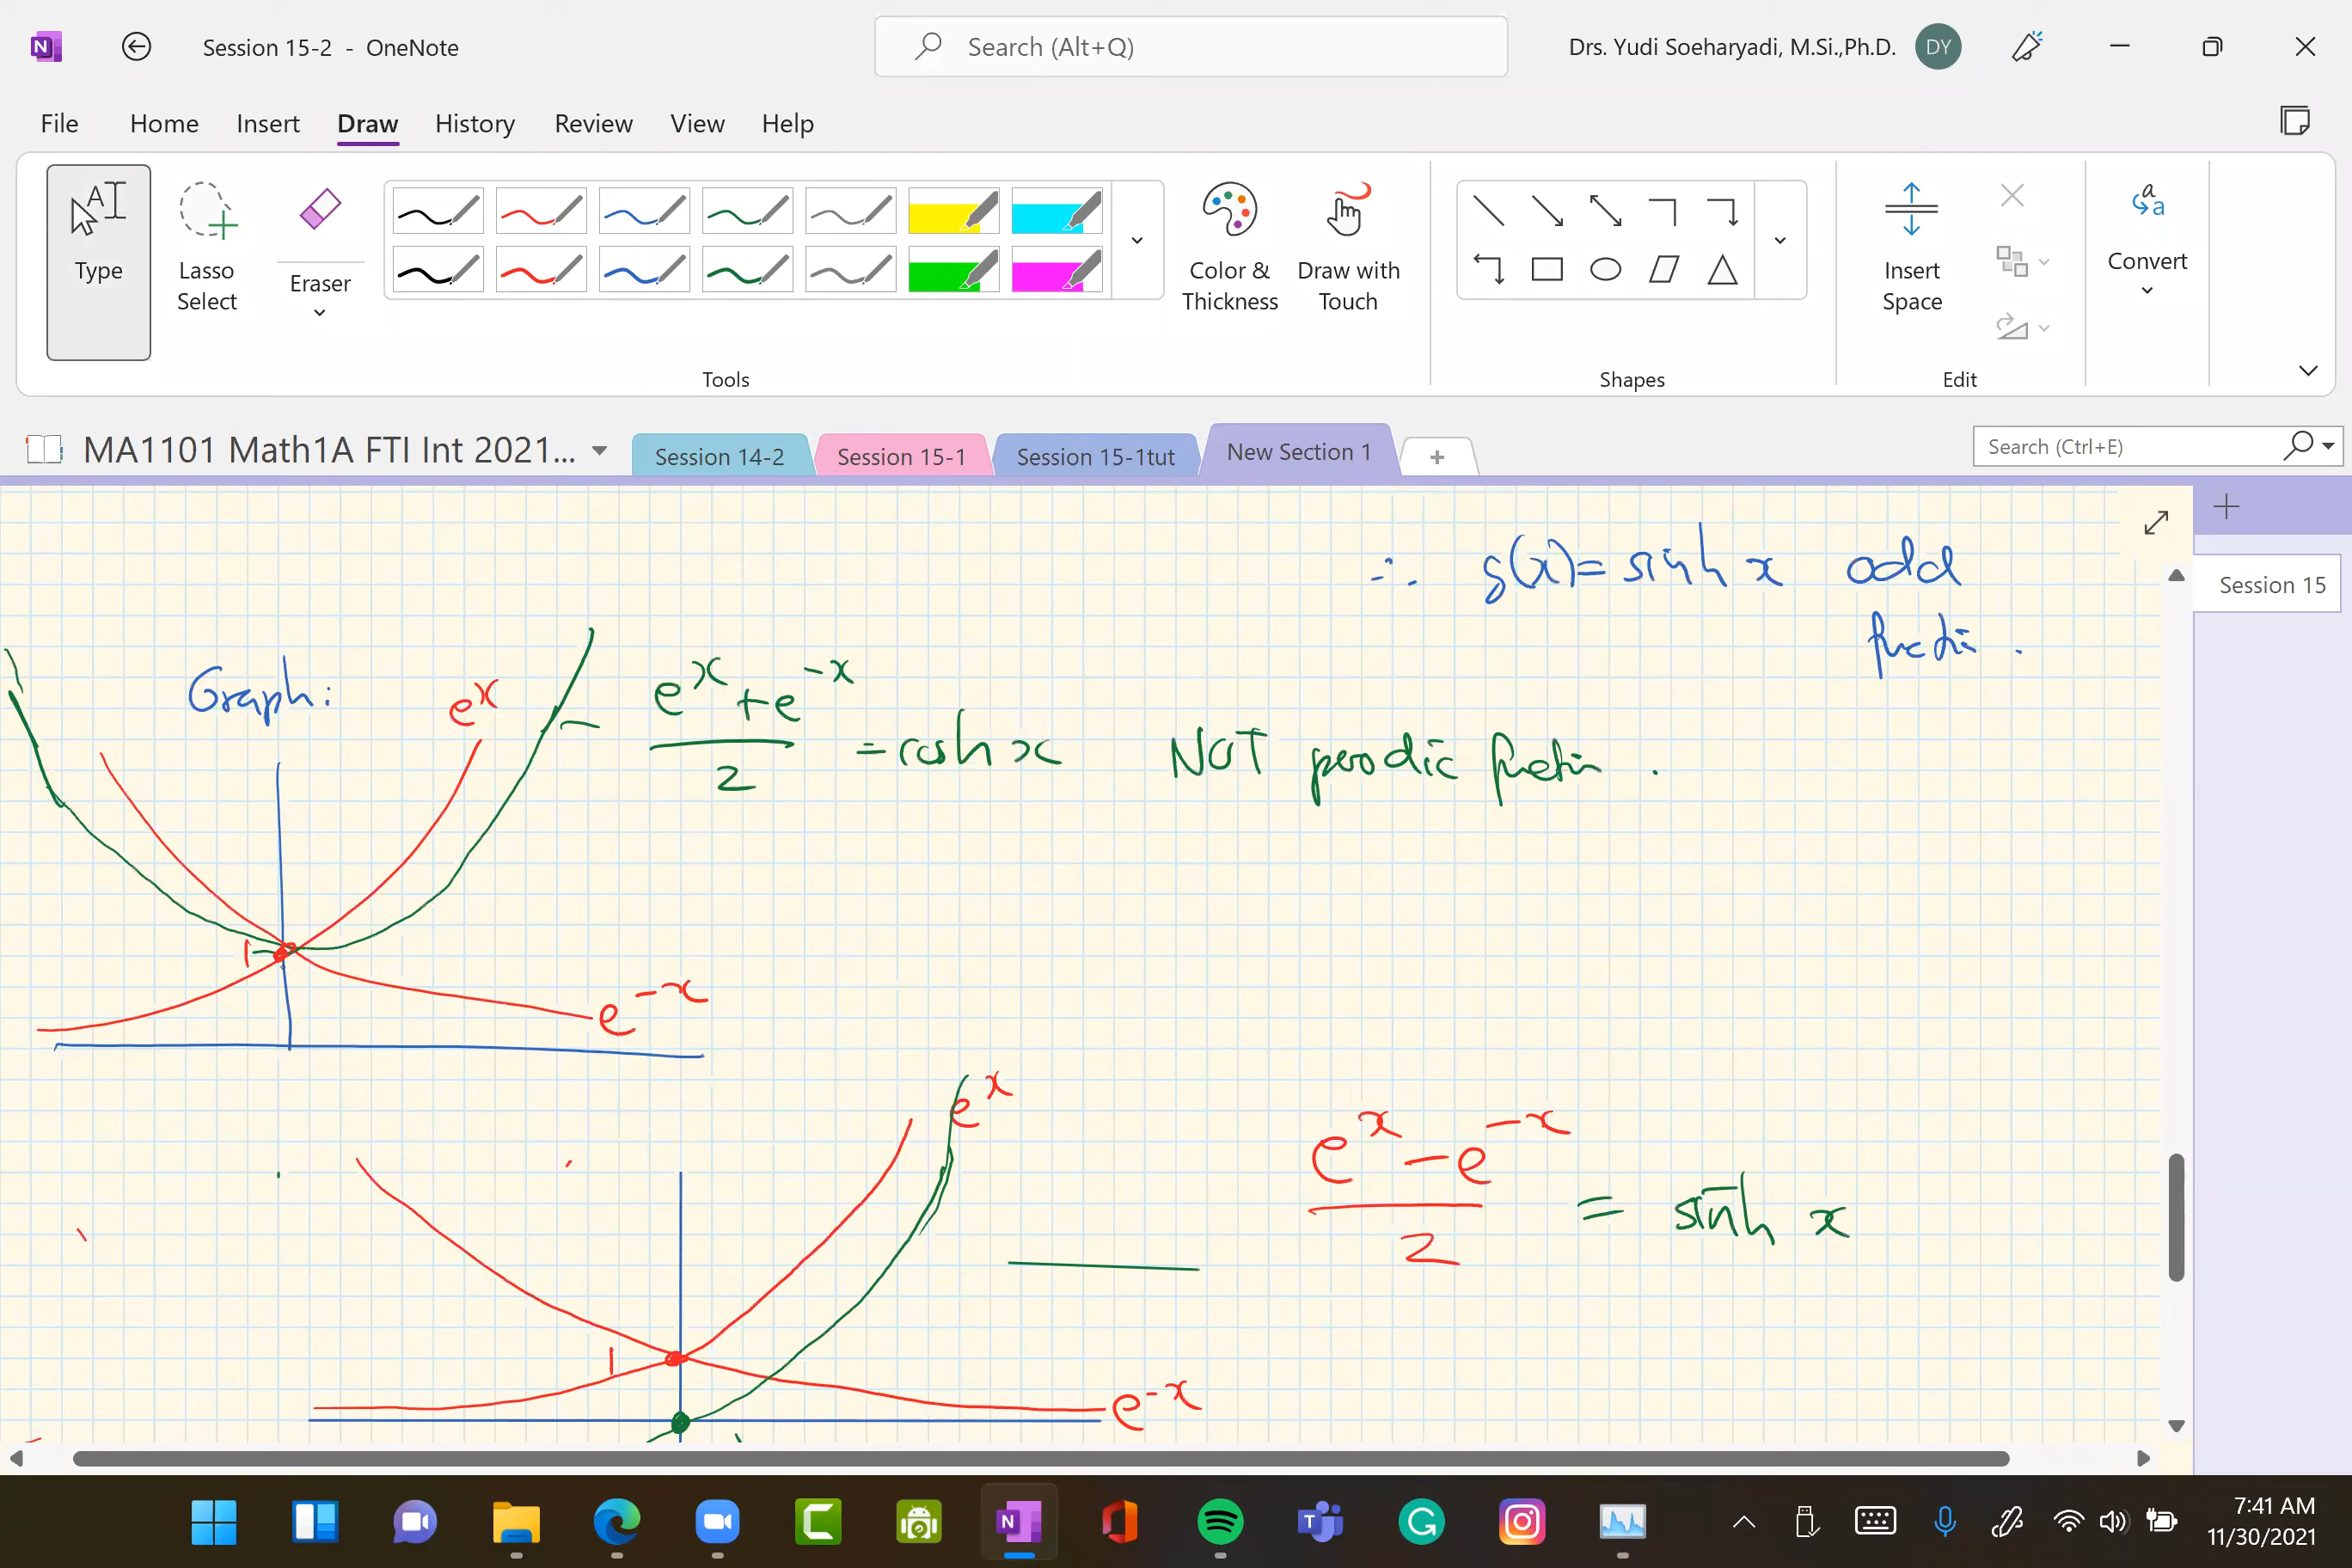 Session 15-2 - OneNote
Search (Alt+Q)
Drs. Yudi Soeharyadi, M.Si.,Ph.D.
DY
File Home Insert Draw History Review View Help
Type
Lasso Select
Eraser
Color & Thickness
Draw with Touch
Insert Space
Convert
Tools
Shapes
Edit
MA1101 Math1A FTI Int 2021...
Session 14-2
Session 15-1
Session 15-1tut
New Section 1
Search (Ctrl+E)
Session 15
∴ g(x) = sinh x odd
Graph:
e^x
(e^x + e^-x)/2 = cosh x NOT
1
e^-x
e^x
(e^x - e^-x)/2 = sinh x
1
e^-x
7:41 AM
11/30/2021